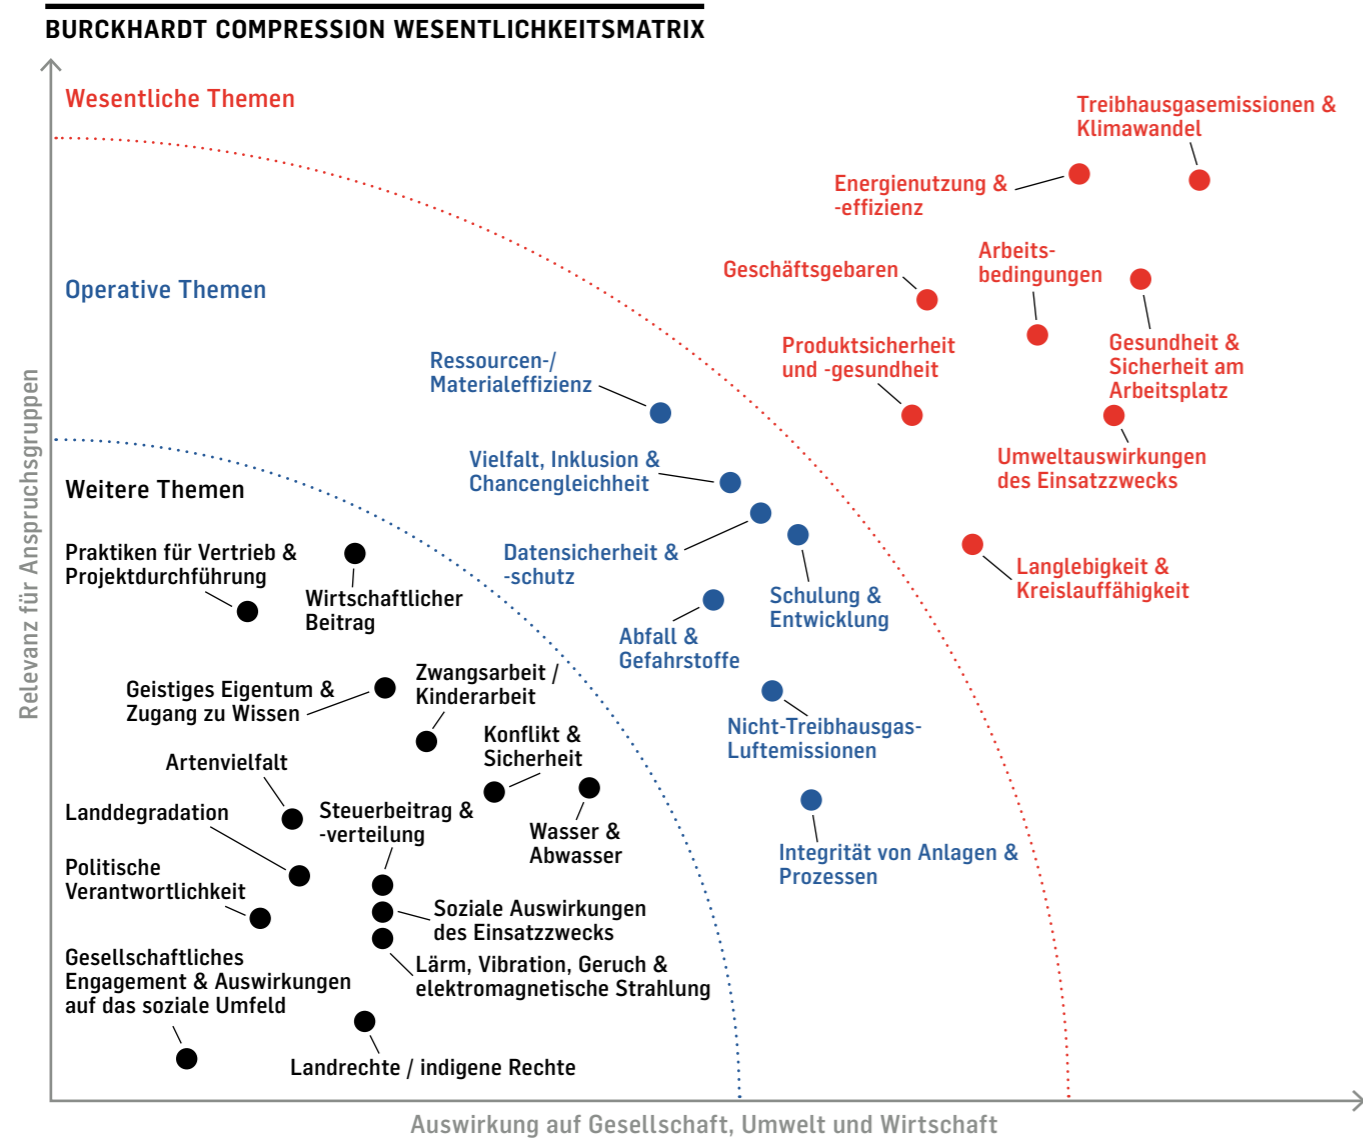 BURCKHARDT COMPRESSION WESENTLICHKEITSMATRIX
Wesentliche Themen
Treibhausgasemissionen &
Klimawandel
Energienutzung &
-effizienz
Arbeits-
bedingungen
Geschäftsgebaren
Operative Themen
Produktsicherheit
und -gesundheit
Gesundheit &
Sicherheit am
Arbeitsplatz
Ressourcen-/
Materialeffizienz
Umweltauswirkungen
des Einsatzzwecks
Vielfalt, Inklusion &
Chancengleichheit
Weitere Themen
Datensicherheit &
-schutz
Langlebigkeit &
Kreislauffähigkeit
Praktiken für Vertrieb &
Projektdurchführung
Wirtschaftlicher
Beitrag
Schulung &
Entwicklung
Abfall &
Gefahrstoffe
Zwangsarbeit /
Kinderarbeit
Geistiges Eigentum &
Zugang zu Wissen
Nicht-Treibhausgas-
Luftemissionen
Konflikt &
Sicherheit
Artenvielfalt
Landdegradation
Steuerbeitrag &
-verteilung
Wasser &
Abwasser
Integrität von Anlagen &
Prozessen
Politische
Verantwortlichkeit
Soziale Auswirkungen
des Einsatzzwecks
Gesellschaftliches
Engagement & Auswirkungen
auf das soziale Umfeld
Lärm, Vibration, Geruch &
elektromagnetische Strahlung
Landrechte / indigene Rechte
Relevanz für Anspruchsgruppen
Auswirkung auf Gesellschaft, Umwelt und Wirtschaft